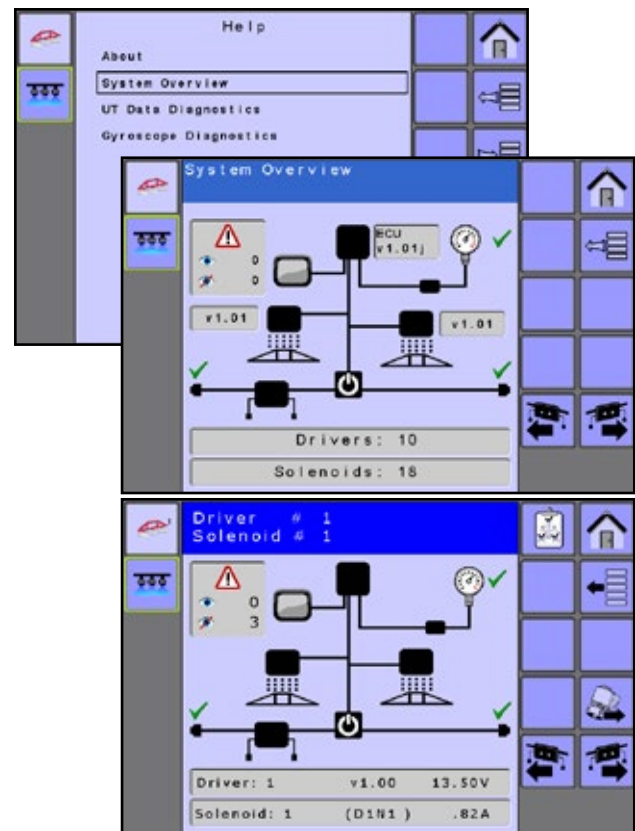 Help
About
System Overview
UT Data Diagnostics
Gyroscope Diagnostics
System Overview
0
0
ECU
v1.01j
v1.01
v1.01
Drivers: 10
Solenoids: 18
Driver # 1
Solenoid # 1
0
3
Driver: 1 v1.00 13.50V
Solenoid: 1 (D1N1 ) .82A